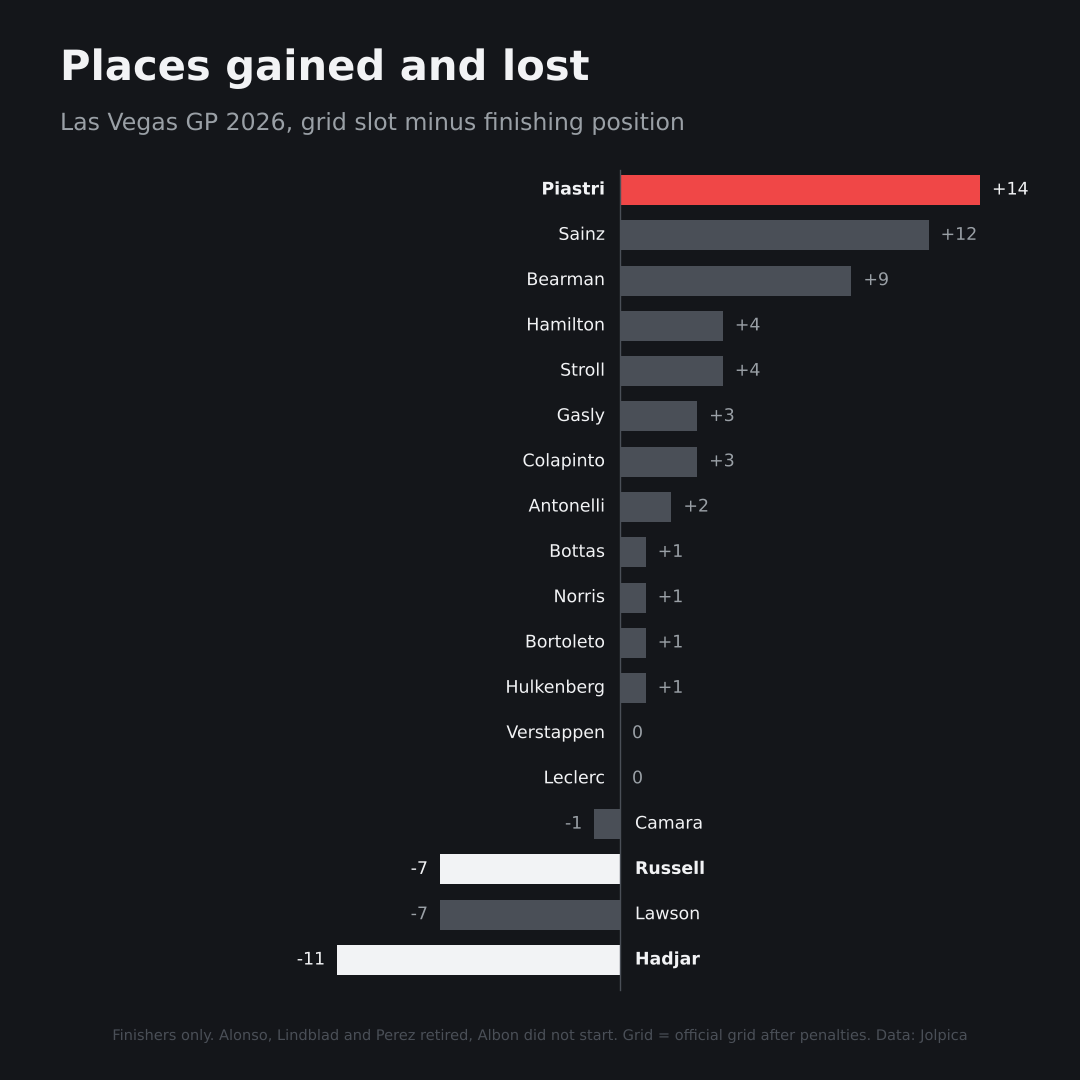 Places gained and lost
Las Vegas GP 2026, grid slot minus finishing position
Piastri +14
Sainz +12
Bearman +9
Hamilton +4
Stroll +4
Gasly +3
Colapinto +3
Antonelli +2
Bottas +1
Norris +1
Bortoleto +1
Hulkenberg +1
Verstappen 0
Leclerc 0
-1 Camara
-7 Russell
-7 Lawson
-11 Hadjar
Finishers only. Alonso, Lindblad and Perez retired, Albon did not start. Grid = official grid after penalties. Data: Jolpica